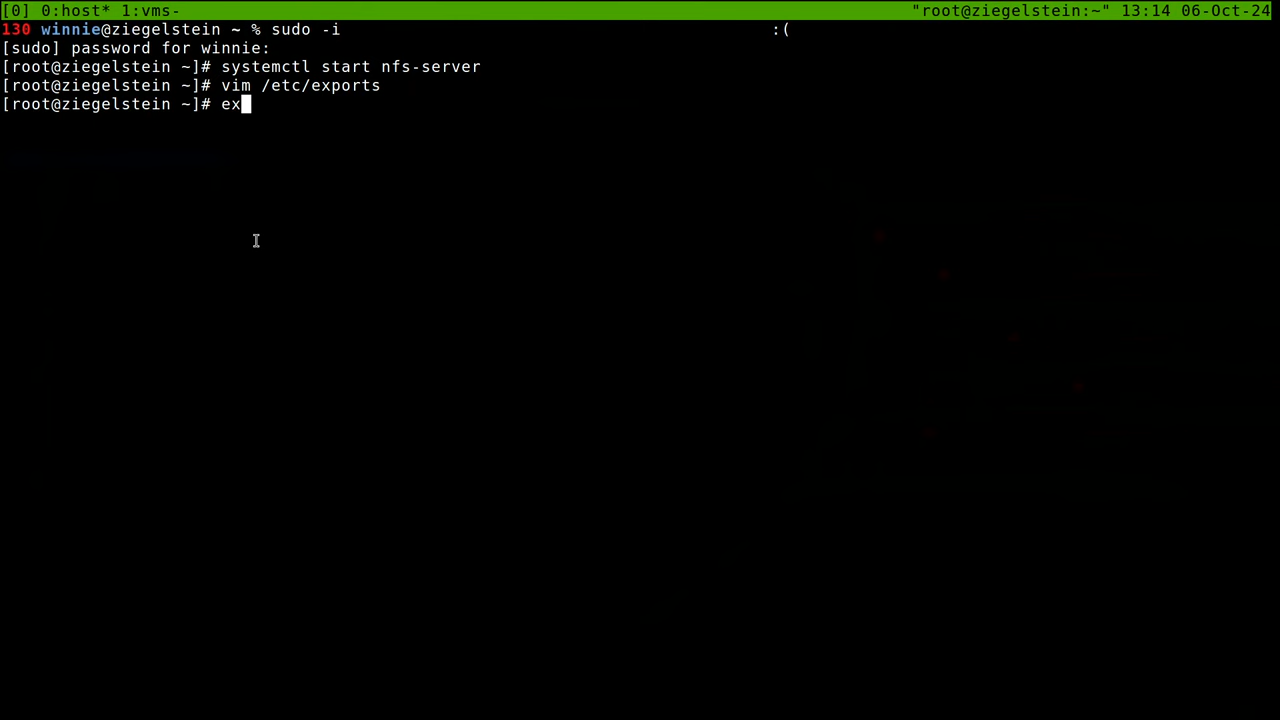 [0] 0:host* 1:vms- "root@ziegelstein:~" 13:14 06-Oct-24
130 winnie@ziegelstein ~ % sudo -i :(
[sudo] password for winnie:
[root@ziegelstein ~]# systemctl start nfs-server
[root@ziegelstein ~]# vim /etc/exports
[root@ziegelstein ~]# ex